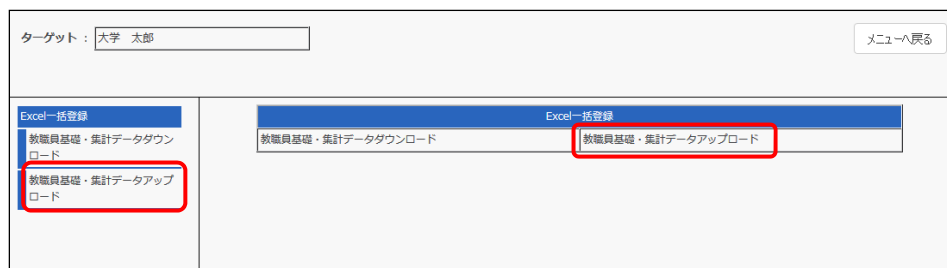 ターゲット : 大学 太郎
メニューへ戻る
Excel一括登録
教職員基礎・集計データダウン
ロード
教職員基礎・集計データアップ
ロード
Excel一括登録
教職員基礎・集計データダウンロード
教職員基礎・集計データアップロード